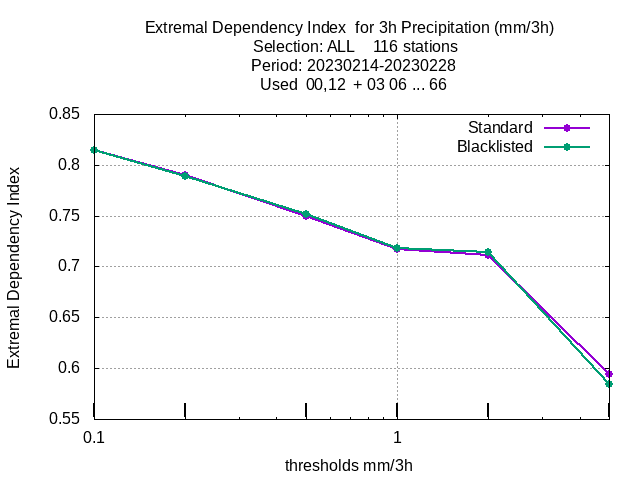 Extremal Dependency Index  for 3h Precipitation (mm/3h)
Selection: ALL    116 stations
Period: 20230214-20230228
Used  00,12  + 03 06 ... 66
0.85
Standard
Blacklisted
0.8
0.75
0.7
0.65
0.6
0.55
Extremal Dependency Index
0.1
1
thresholds mm/3h